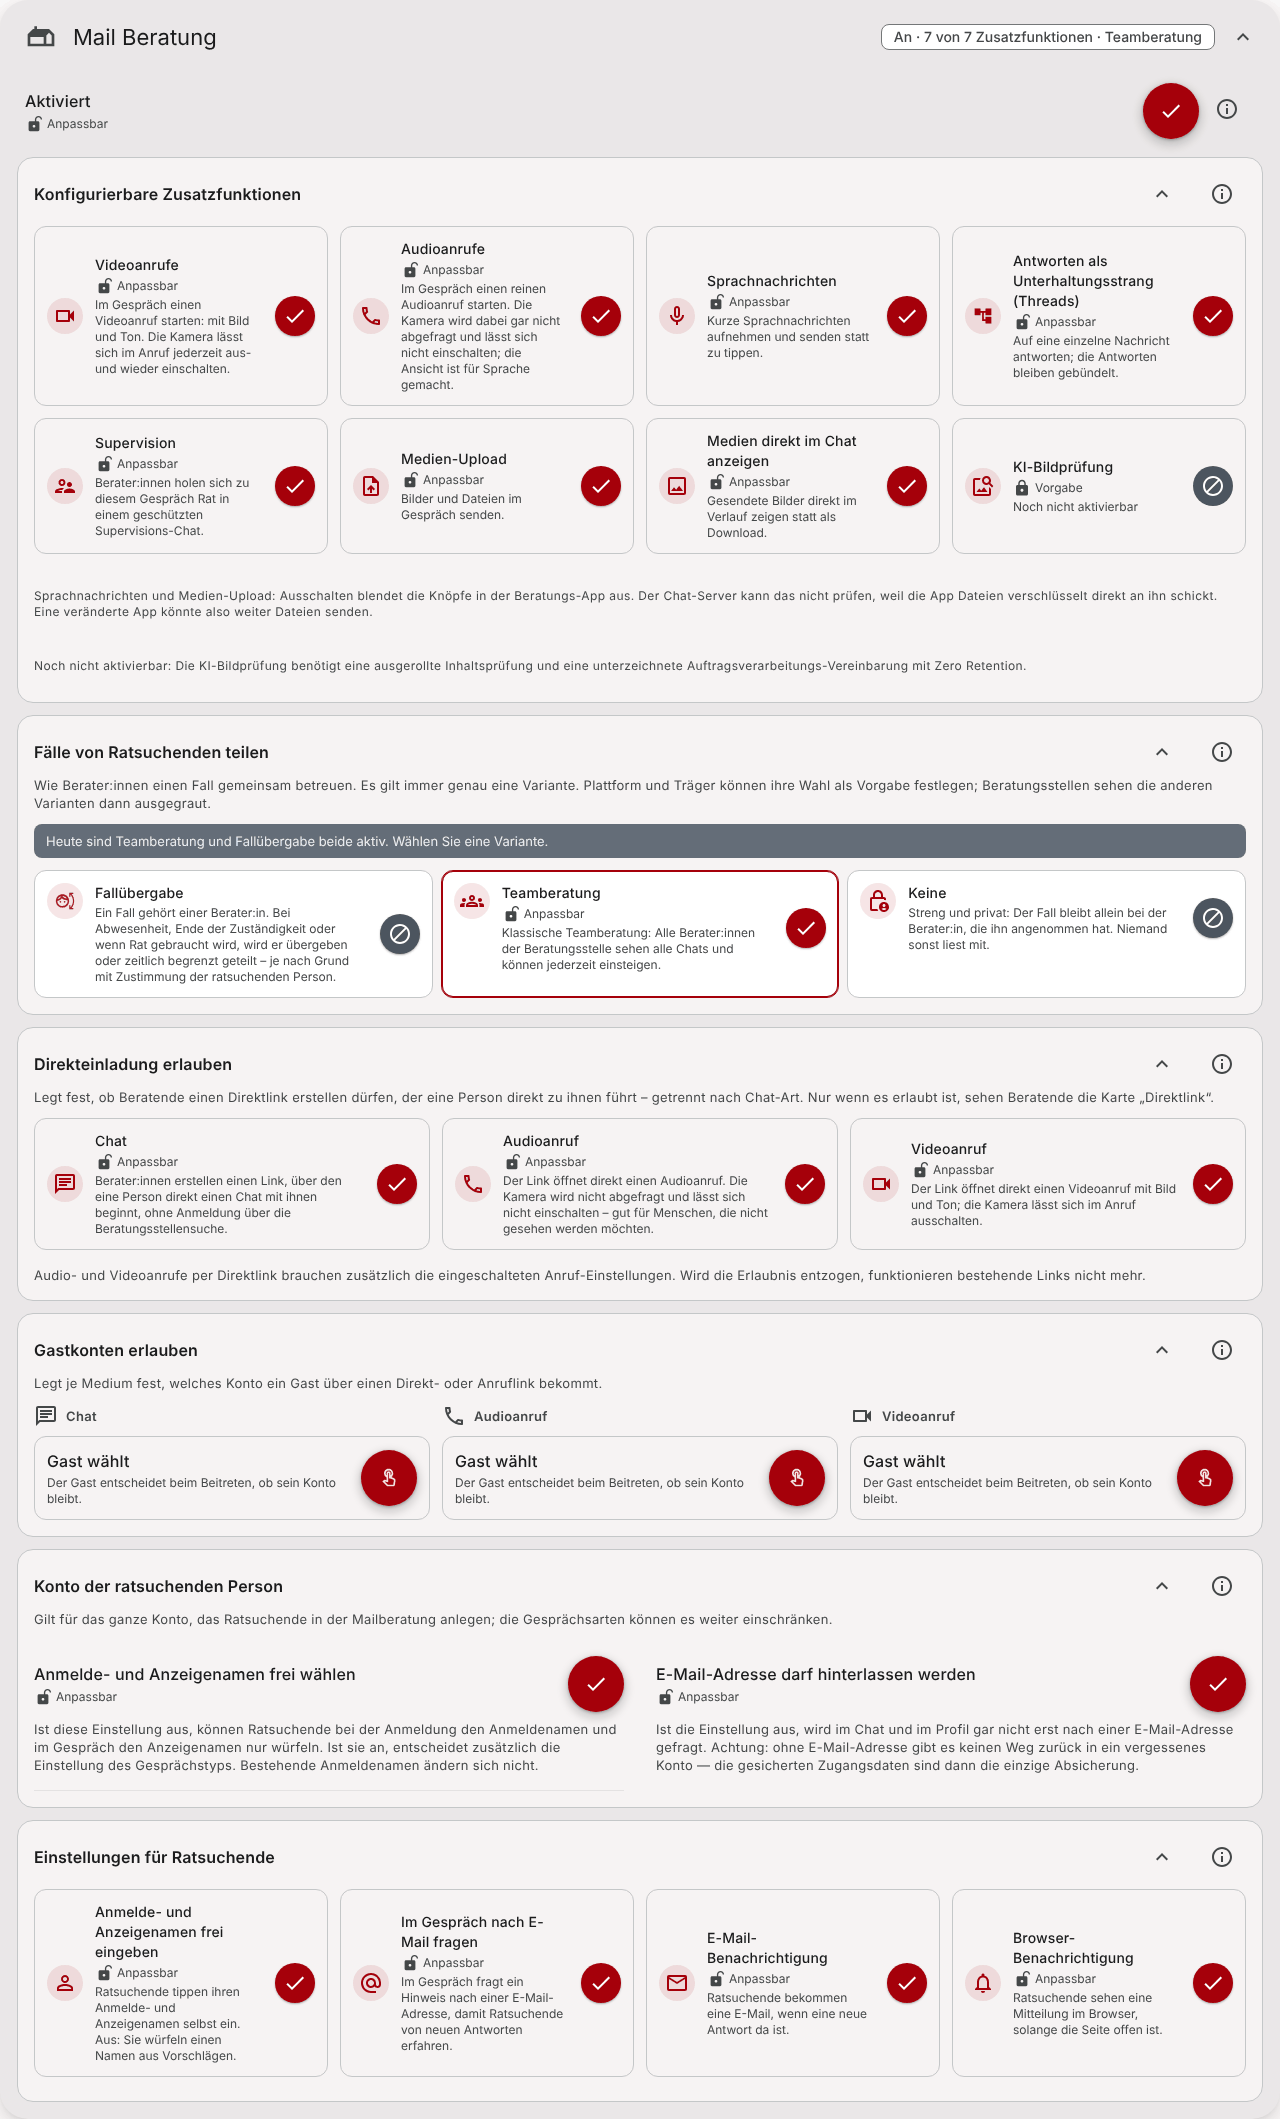 Mail Beratung
An · 7 von 7 Zusatzfunktionen · Teamberatung
Aktiviert
Anpassbar
Konfigurierbare Zusatzfunktionen
Videoanrufe
Anpassbar
Im Gespräch einen
Videoanruf starten: mit Bild
und Ton. Die Kamera lässt
sich im Anruf jederzeit aus-
und wieder einschalten.
Audioanrufe
Anpassbar
Im Gespräch einen reinen
Audioanruf starten. Die
Kamera wird dabei gar nicht
abgefragt und lässt sich
nicht einschalten; die
Ansicht ist für Sprache
gemacht.
Sprachnachrichten
Anpassbar
Kurze Sprachnachrichten
aufnehmen und senden statt
zu tippen.
Antworten als
Unterhaltungsstrang
(Threads)
Anpassbar
Auf eine einzelne Nachricht
antworten; die Antworten
bleiben gebündelt.
Supervision
Anpassbar
Berater:innen holen sich zu
diesem Gespräch Rat in
einem geschützten
Supervisions-Chat.
Medien-Upload
Anpassbar
Bilder und Dateien im
Gespräch senden.
Medien direkt im Chat
anzeigen
Anpassbar
Gesendete Bilder direkt im
Verlauf zeigen statt als
Download.
KI-Bildprüfung
Vorgabe
Noch nicht aktivierbar
Sprachnachrichten und Medien-Upload: Ausschalten blendet die Knöpfe in der Beratungs-App aus. Der Chat-Server kann das nicht prüfen, weil die App Dateien verschlüsselt direkt an ihn schickt.
Eine veränderte App könnte also weiter Dateien senden.
Noch nicht aktivierbar: Die KI-Bildprüfung benötigt eine ausgerollte Inhaltsprüfung und eine unterzeichnete Auftragsverarbeitungs-Vereinbarung mit Zero Retention.
Fälle von Ratsuchenden teilen
Wie Berater:innen einen Fall gemeinsam betreuen. Es gilt immer genau eine Variante. Plattform und Träger können ihre Wahl als Vorgabe festlegen; Beratungsstellen sehen die anderen
Varianten dann ausgegraut.
Heute sind Teamberatung und Fallübergabe beide aktiv. Wählen Sie eine Variante.
Fallübergabe
Ein Fall gehört einer Berater:in. Bei
Abwesenheit, Ende der Zuständigkeit oder
wenn Rat gebraucht wird, wird er übergeben
oder zeitlich begrenzt geteilt – je nach Grund
mit Zustimmung der ratsuchenden Person.
Teamberatung
Anpassbar
Klassische Teamberatung: Alle Berater:innen
der Beratungsstelle sehen alle Chats und
können jederzeit einsteigen.
Keine
Streng und privat: Der Fall bleibt allein bei der
Berater:in, die ihn angenommen hat. Niemand
sonst liest mit.
Direkteinladung erlauben
Legt fest, ob Beratende einen Direktlink erstellen dürfen, der eine Person direkt zu ihnen führt – getrennt nach Chat-Art. Nur wenn es erlaubt ist, sehen Beratende die Karte „Direktlink“.
Chat
Anpassbar
Berater:innen erstellen einen Link, über den
eine Person direkt einen Chat mit ihnen
beginnt, ohne Anmeldung über die
Beratungsstellensuche.
Audioanruf
Anpassbar
Der Link öffnet direkt einen Audioanruf. Die
Kamera wird nicht abgefragt und lässt sich
nicht einschalten – gut für Menschen, die nicht
gesehen werden möchten.
Videoanruf
Anpassbar
Der Link öffnet direkt einen Videoanruf mit Bild
und Ton; die Kamera lässt sich im Anruf
ausschalten.
Audio- und Videoanrufe per Direktlink brauchen zusätzlich die eingeschalteten Anruf-Einstellungen. Wird die Erlaubnis entzogen, funktionieren bestehende Links nicht mehr.
Gastkonten erlauben
Legt je Medium fest, welches Konto ein Gast über einen Direkt- oder Anruflink bekommt.
Chat
Gast wählt
Der Gast entscheidet beim Beitreten, ob sein Konto
bleibt.
Audioanruf
Gast wählt
Der Gast entscheidet beim Beitreten, ob sein Konto
bleibt.
Videoanruf
Gast wählt
Der Gast entscheidet beim Beitreten, ob sein Konto
bleibt.
Konto der ratsuchenden Person
Gilt für das ganze Konto, das Ratsuchende in der Mailberatung anlegen; die Gesprächsarten können es weiter einschränken.
Anmelde- und Anzeigenamen frei wählen
Anpassbar
Ist diese Einstellung aus, können Ratsuchende bei der Anmeldung den Anmeldenamen und
im Gespräch den Anzeigenamen nur würfeln. Ist sie an, entscheidet zusätzlich die
Einstellung des Gesprächstyps. Bestehende Anmeldenamen ändern sich nicht.
E-Mail-Adresse darf hinterlassen werden
Anpassbar
Ist die Einstellung aus, wird im Chat und im Profil gar nicht erst nach einer E-Mail-Adresse
gefragt. Achtung: ohne E-Mail-Adresse gibt es keinen Weg zurück in ein vergessenes
Konto — die gesicherten Zugangsdaten sind dann die einzige Absicherung.
Einstellungen für Ratsuchende
Anmelde- und
Anzeigenamen frei
eingeben
Anpassbar
Ratsuchende tippen ihren
Anmelde- und
Anzeigenamen selbst ein.
Aus: Sie würfeln einen
Namen aus Vorschlägen.
Im Gespräch nach E-
Mail fragen
Anpassbar
Im Gespräch fragt ein
Hinweis nach einer E-Mail-
Adresse, damit Ratsuchende
von neuen Antworten
erfahren.
E-Mail-
Benachrichtigung
Anpassbar
Ratsuchende bekommen
eine E-Mail, wenn eine neue
Antwort da ist.
Browser-
Benachrichtigung
Anpassbar
Ratsuchende sehen eine
Mitteilung im Browser,
solange die Seite offen ist.